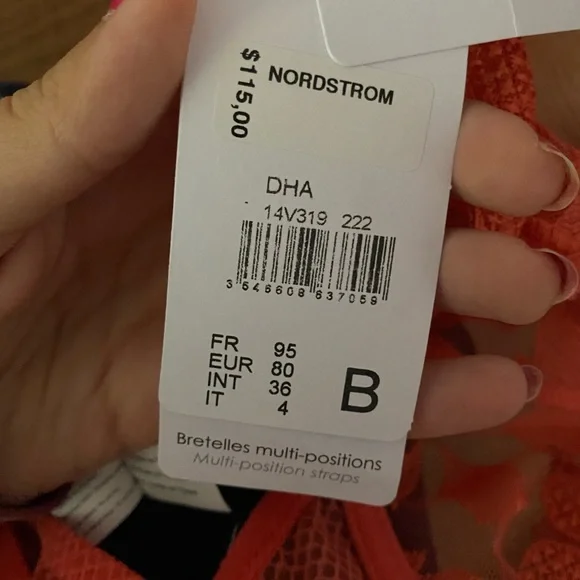 NORDSTROM
$115,00
DHA
14V319 222
3 546608 637059
FR 95
EUR 80
INT 36
IT 4
B
Bretelles multi-positions
Multi-position straps